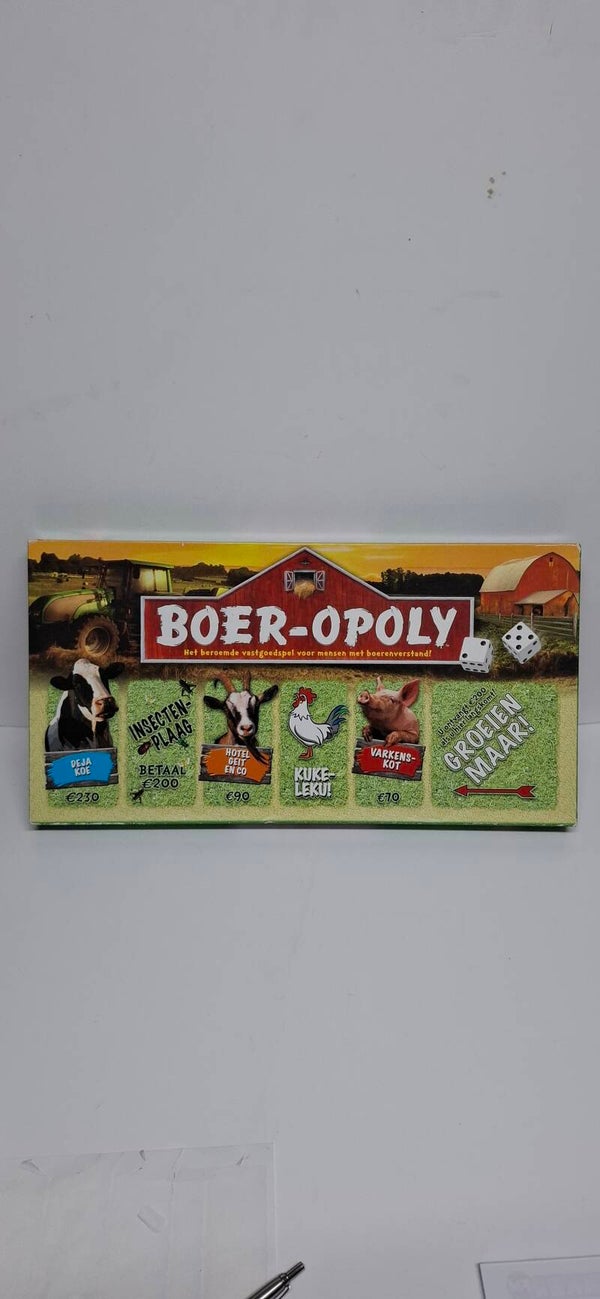 BOER-OPOLY
Het beroemde vastgoedspel voor mensen met boerenverstand!
DEJA
KOE
€230
INSECTEN-
PLAAG
BETAAL
€200
HOTEL
GEIT
EN CO
€90
KUKE-
LEKU!
VARKENS-
KOT
€70
GROEIEN
MAAR!